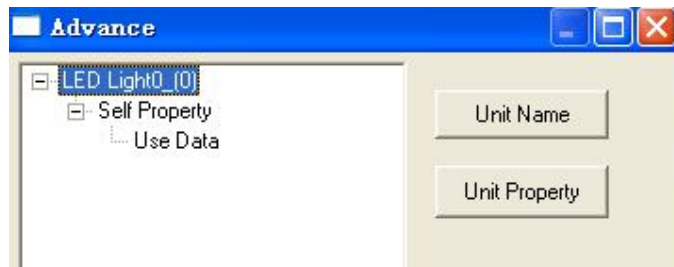 Advance
LED Light0_(0)
Self Property
Use Data
Unit Name
Unit Property